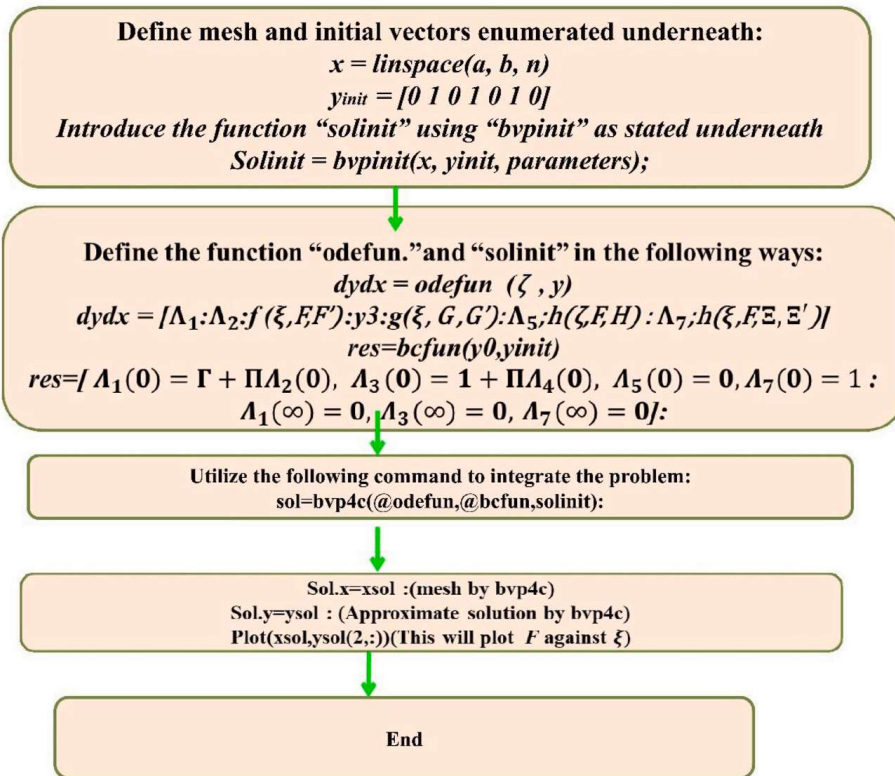 Define mesh and initial vectors enumerated underneath:
x = linspace(a, b, n)
yinit = [0 1 0 1 0 1 0]
Introduce the function “solinit” using “bvpinit” as stated underneath
Solinit = bvpinit(x, yinit, parameters);
Define the function “odefun.”and “solinit” in the following ways:
dydx = odefun (ζ , y)
dydx = [Λ₁:Λ₂:f (ξ,F,F'):y3:g(ξ, G,G'):Λ₅;h(ζ,F,H) : Λ₇;h(ξ,F,Ξ, Ξ′)]
res=bcfun(y0,yinit)
res=[ Λ₁(0) = Γ + ΠΛ₂(0), Λ₃(0) = 1 + ΠΛ₄(0), Λ₅(0) = 0, Λ₇(0) = 1 :
Λ₁(∞) = 0, Λ₃(∞) = 0, Λ₇(∞) = 0]:
Utilize the following command to integrate the problem:
sol=bvp4c(@odefun,@bcfun,solinit):
Sol.x=xsol :(mesh by bvp4c)
Sol.y=ysol : (Approximate solution by bvp4c)
Plot(xsol,ysol(2,:))(This will plot F against ξ)
End